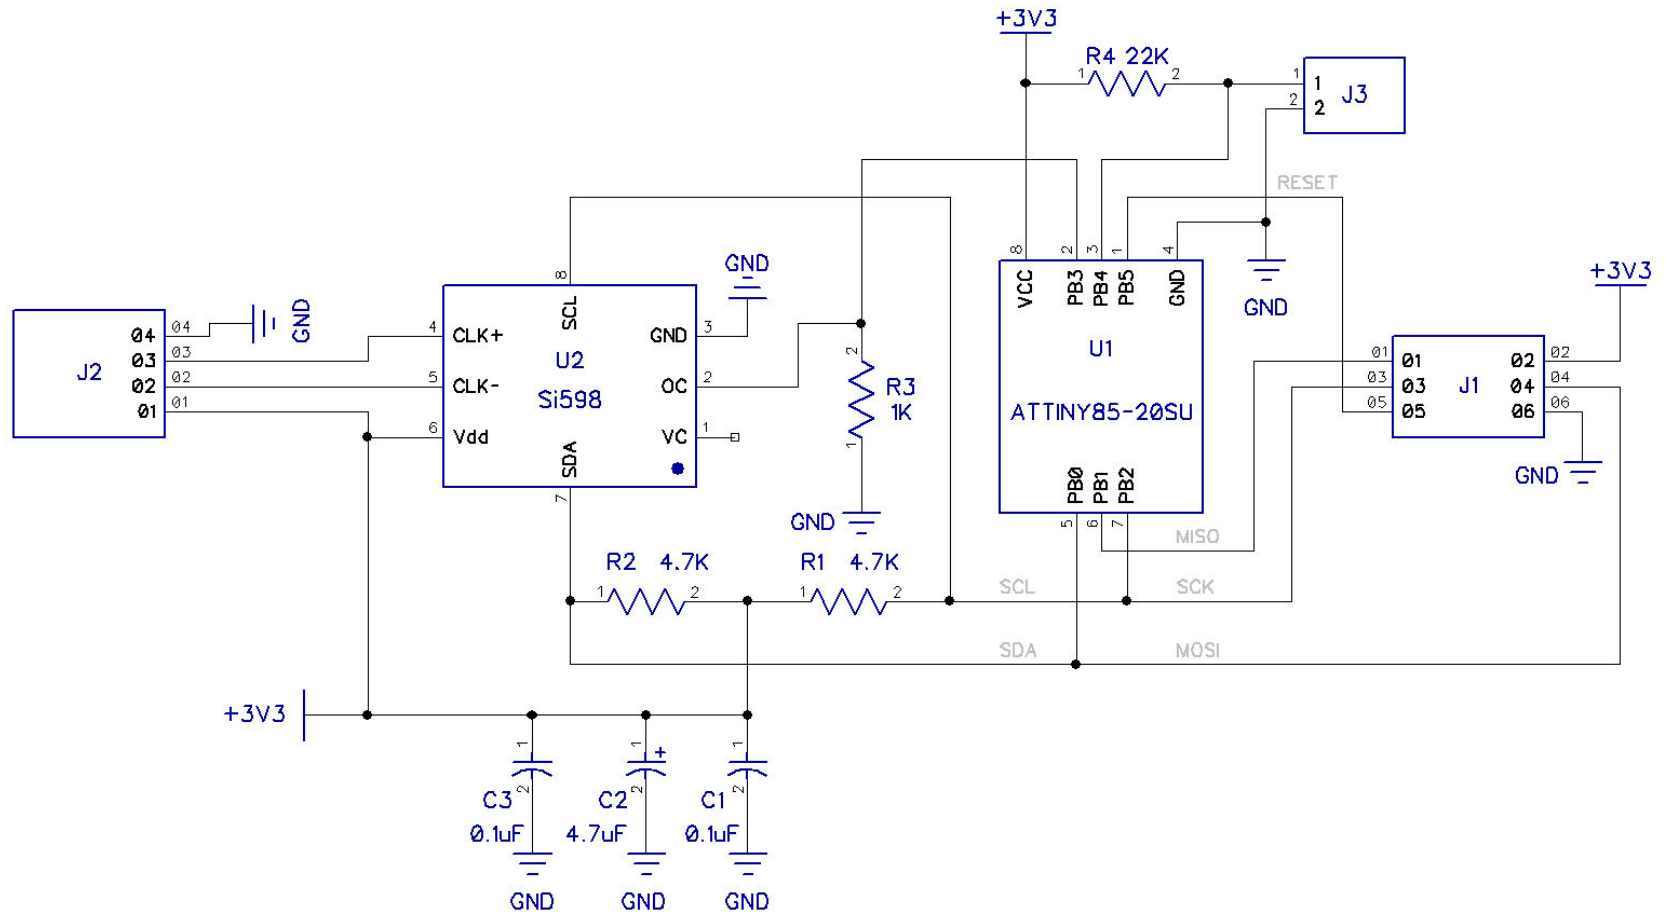 +3V3
R4 22K
1 2
1 1 J3
2 2
RESET
8 2 3 1 4
VCC PB3 PB4 PB5 GND
GND
+3V3
U1
ATTINY85-20SU
PB0 PB1 PB2
5 6 7
01 01 02 02
03 03 J1 04 04
05 05 06 06
GND
GND
8
SCL
4 CLK+ GND 3
U2
5 CLK- OC 2
Si598
6 Vdd VC 1
SDA
7
GND
04 04
03 03
J2
02 02
01 01
2
R3
1K
1
GND
MISO
R2 4.7K R1 4.7K
1 2 1 2
SCL SCK
SDA MOSI
+3V3
1 1 + 1
2 2 2
C3 C2 C1
0.1uF 4.7uF 0.1uF
GND GND GND